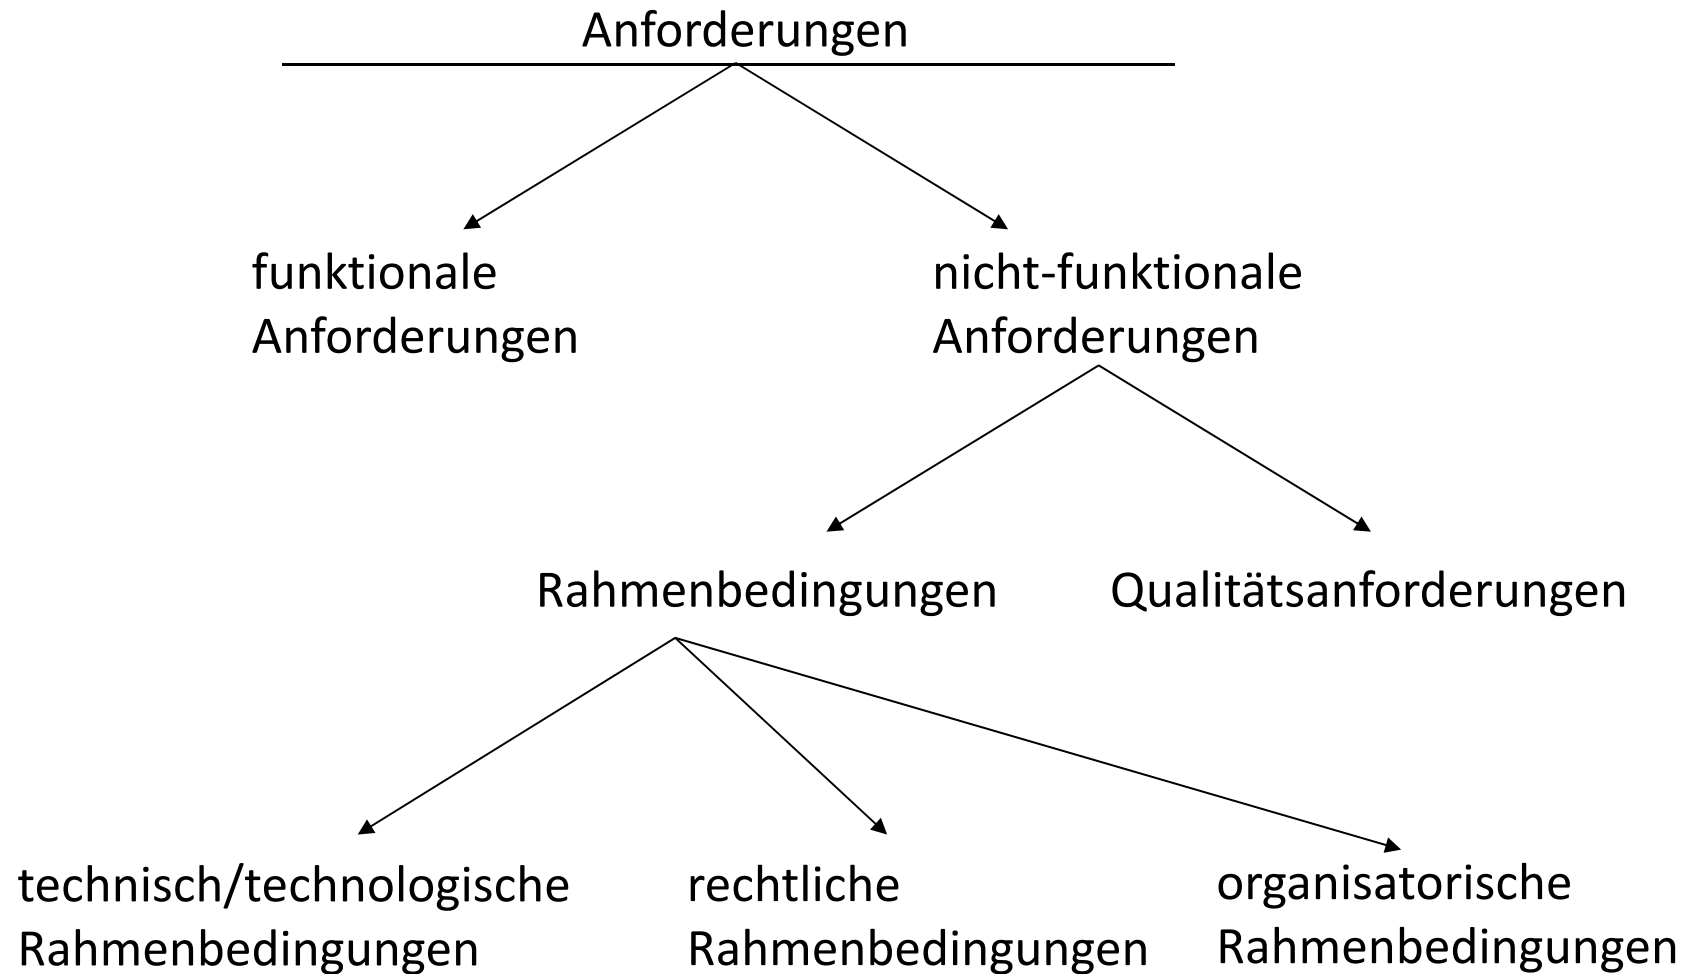 Anforderungen
funktionale
Anforderungen
nicht-funktionale
Anforderungen
Rahmenbedingungen
Qualitätsanforderungen
technisch/technologische
Rahmenbedingungen
rechtliche
Rahmenbedingungen
organisatorische
Rahmenbedingungen